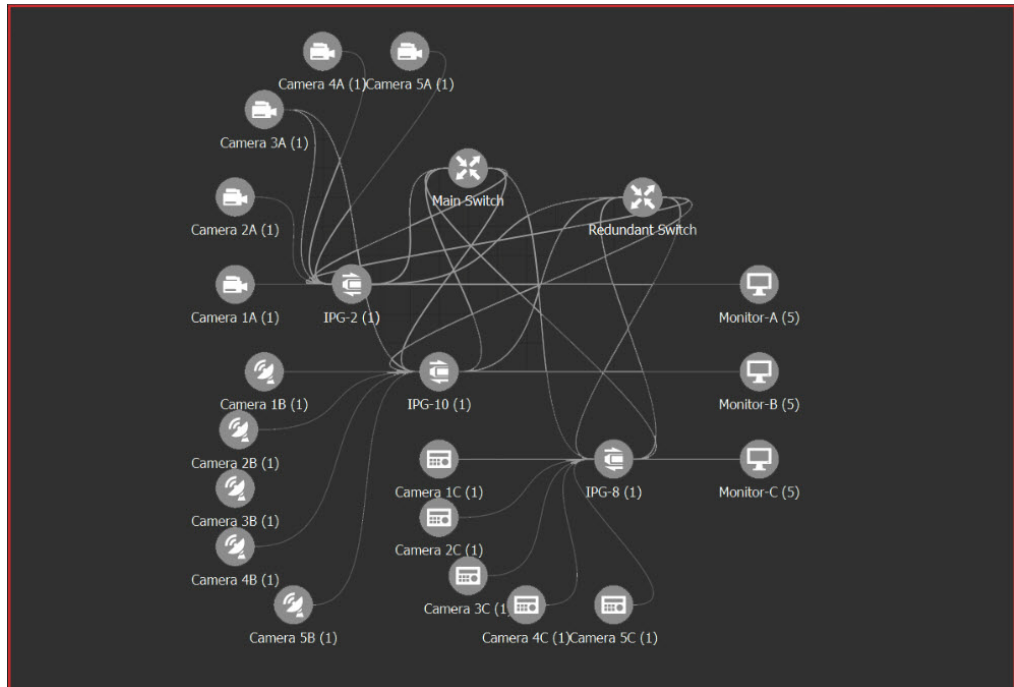 Camera 4A (1)
Camera 5A (1)
Camera 3A (1)
Main Switch
Camera 2A (1)
Redundant Switch
Camera 1A (1)
IPG-2 (1)
Monitor-A (5)
Camera 1B (1)
IPG-10 (1)
Monitor-B (5)
Camera 2B (1)
Camera 1C (1)
IPG-8 (1)
Monitor-C (5)
Camera 3B (1)
Camera 2C (1)
Camera 4B (1)
Camera 3C (1
Camera 5B (1)
Camera 4C (1)
Camera 5C (1)